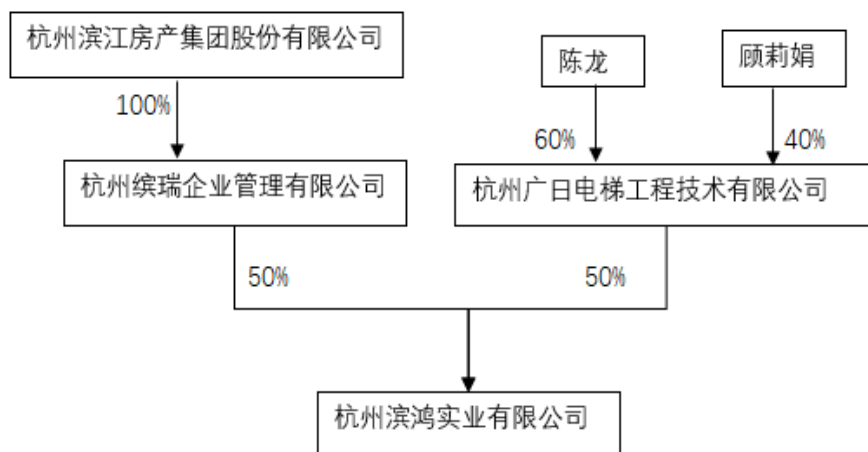 杭州滨江房产集团股份有限公司
陈龙
顾莉娟
100%
60%
40%
杭州缤瑞企业管理有限公司
杭州广日电梯工程技术有限公司
50%
50%
杭州滨鸿实业有限公司